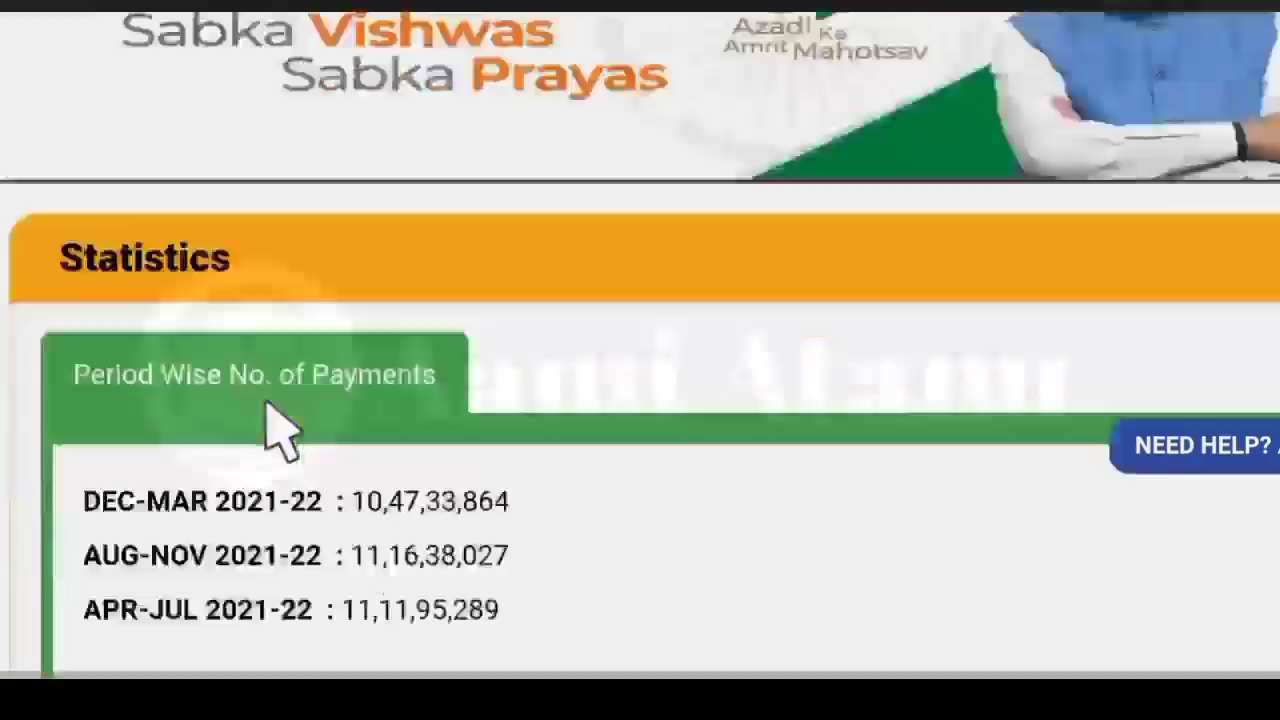 Sabka Vishwas
Sabka Prayas
Azadi Ke
Amrit Mahotsav
Statistics
Period Wise No. of Payments
NEED HELP?
DEC-MAR 2021-22 : 10,47,33,864
AUG-NOV 2021-22 : 11,16,38,027
APR-JUL 2021-22 : 11,11,95,289